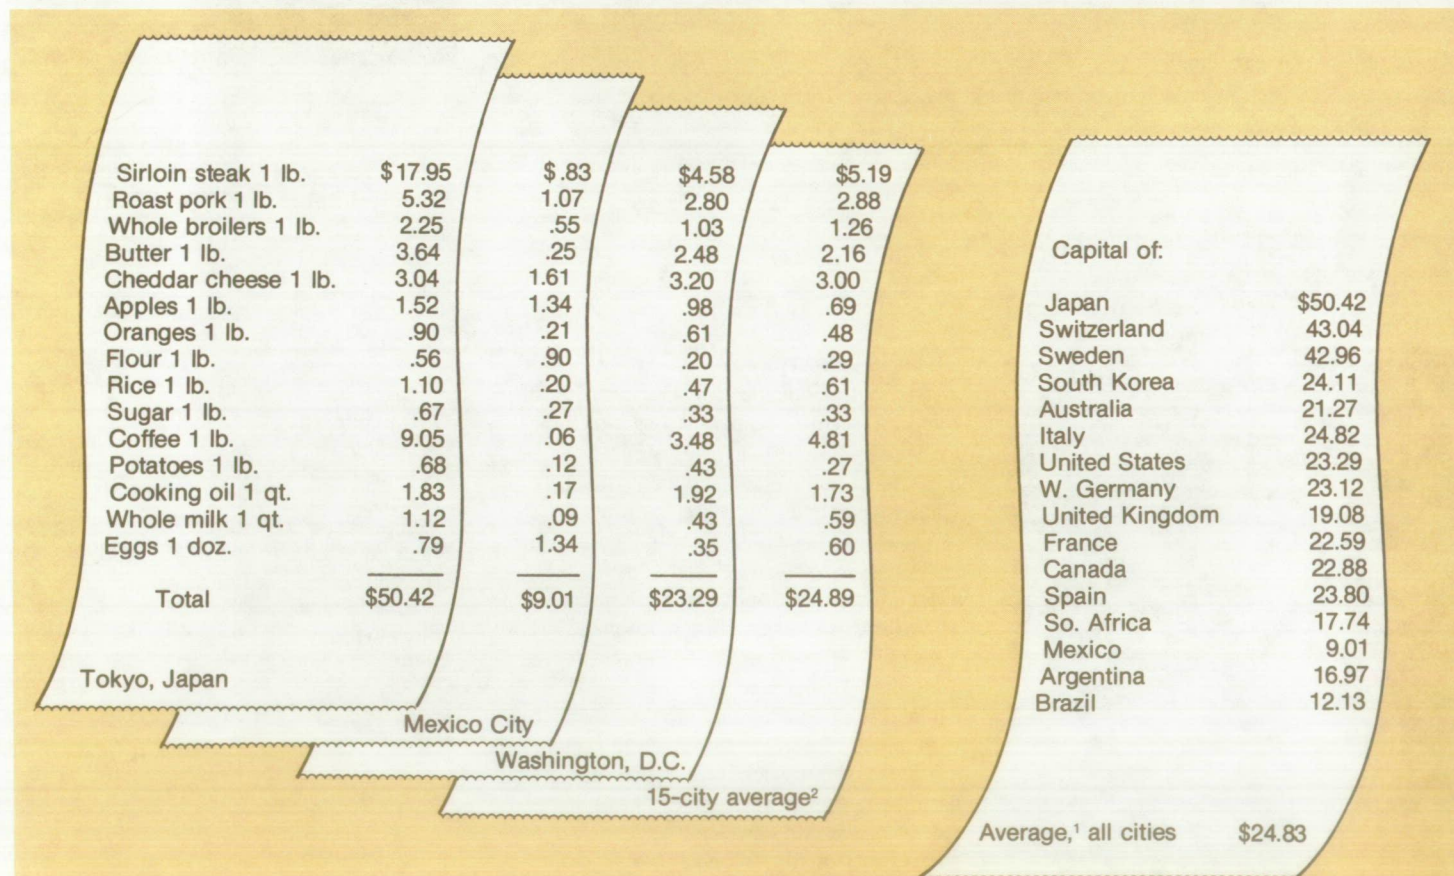 Sirloin steak 1 lb. $17.95 $.83 $4.58 $5.19
Roast pork 1 lb. 5.32 1.07 2.80 2.88
Whole broilers 1 lb. 2.25 .55 1.03 1.26
Butter 1 lb. 3.64 .25 2.48 2.16
Cheddar cheese 1 lb. 3.04 1.61 3.20 3.00
Apples 1 lb. 1.52 1.34 .98 .69
Oranges 1 lb. .90 .21 .61 .48
Flour 1 lb. .56 .90 .20 .29
Rice 1 lb. 1.10 .20 .47 .61
Sugar 1 lb. .67 .27 .33 .33
Coffee 1 lb. 9.05 .06 3.48 4.81
Potatoes 1 lb. .68 .12 .43 .27
Cooking oil 1 qt. 1.83 .17 1.92 1.73
Whole milk 1 qt. 1.12 .09 .43 .59
Eggs 1 doz. .79 1.34 .35 .60
Total $50.42 $9.01 $23.29 $24.89
Tokyo, Japan
Mexico City
Washington, D.C.
15-city average²
Capital of:
Japan $50.42
Switzerland 43.04
Sweden 42.96
South Korea 24.11
Australia 21.27
Italy 24.82
United States 23.29
W. Germany 23.12
United Kingdom 19.08
France 22.59
Canada 22.88
Spain 23.80
So. Africa 17.74
Mexico 9.01
Argentina 16.97
Brazil 12.13
Average,¹ all cities $24.83